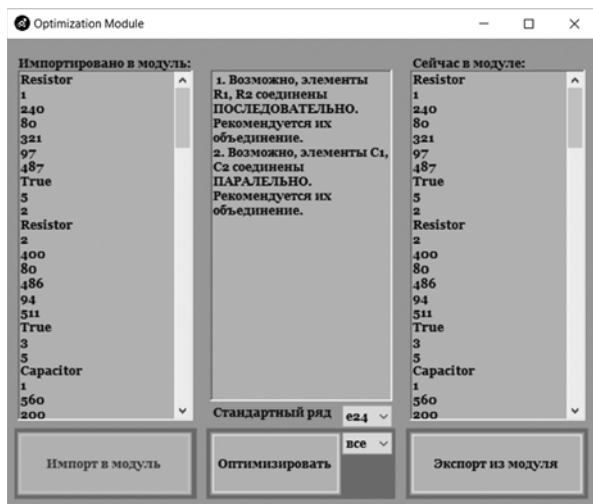 Optimization Module
Импортировано в модуль:
Resistor
1
240
80
321
97
487
True
5
2
Resistor
2
400
80
486
94
511
True
3
5
Capacitor
1
560
200
1. Возможно, элементы
R1, R2 соединены
ПОСЛЕДОВАТЕЛЬНО.
Рекомендуется их
объединение.
2. Возможно, элементы C1,
C2 соединены
ПАРАЛЕЛЬНО.
Рекомендуется их
объединение.
Сейчас в модуле:
Resistor
1
240
80
321
97
487
True
5
2
Resistor
2
400
80
486
94
511
True
3
5
Capacitor
1
560
200
Стандартный ряд
e24
все
Импорт в модуль
Оптимизировать
Экспорт из модуля